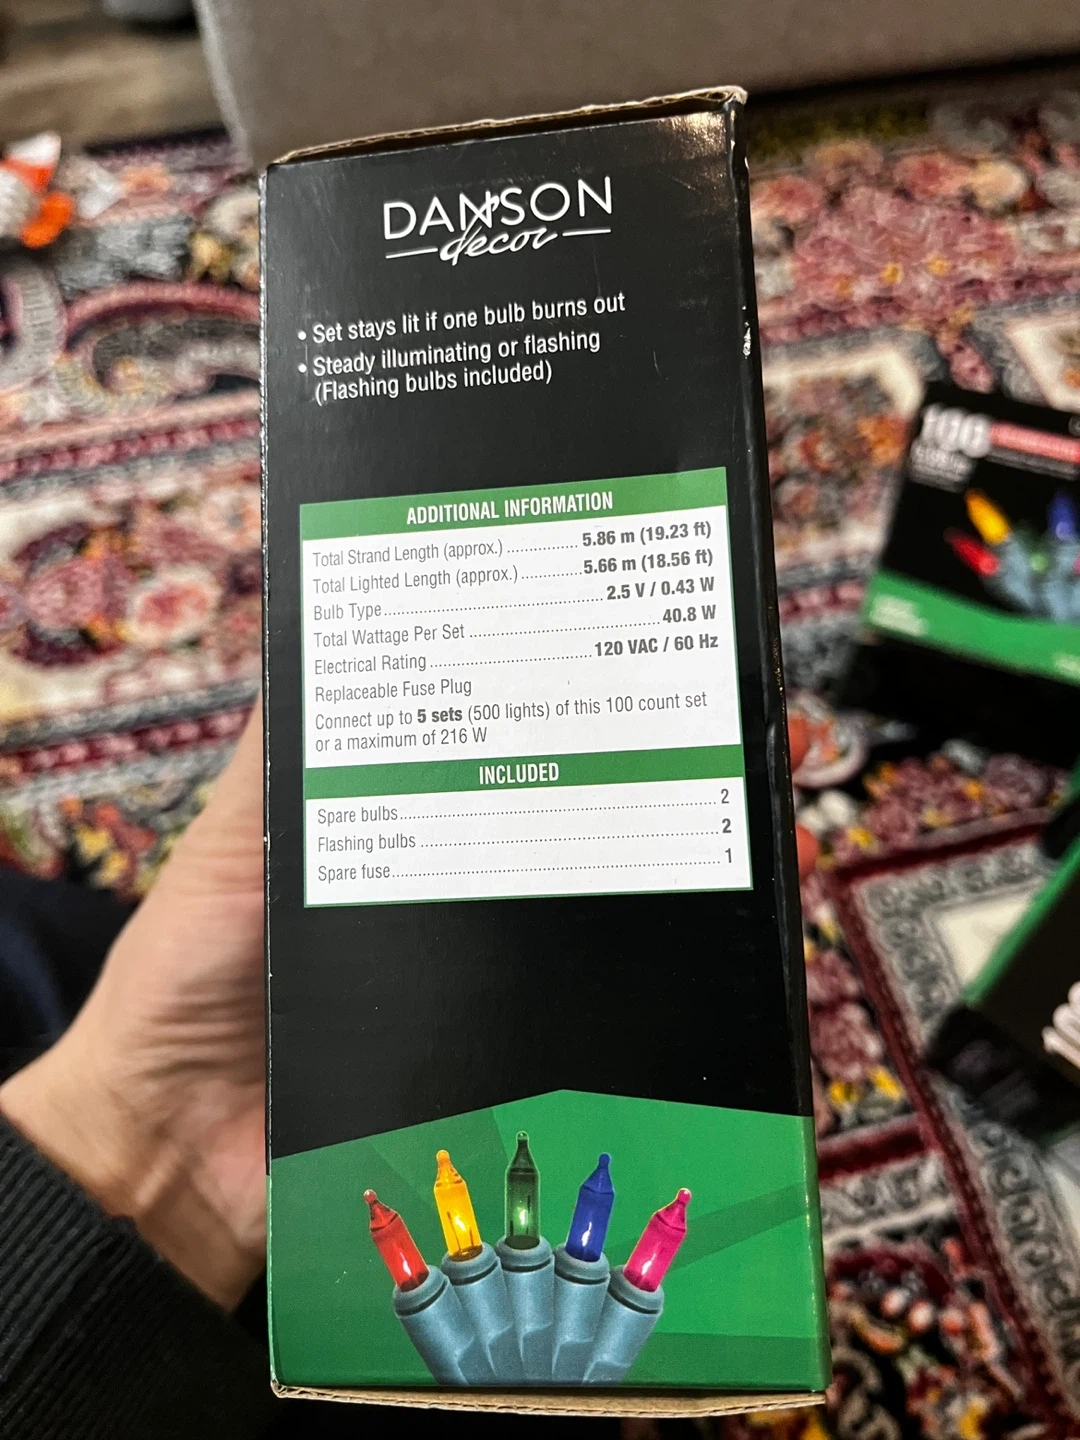 DANSON
decor
• Set stays lit if one bulb burns out
• Steady illuminating or flashing
(Flashing bulbs included)
ADDITIONAL INFORMATION
Total Strand Length (approx.) ................ 5.86 m (19.23 ft)
Total Lighted Length (approx.) ............. 5.66 m (18.56 ft)
Bulb Type ................................................ 2.5 V / 0.43 W
Total Wattage Per Set ......................................... 40.8 W
Electrical Rating ................................... 120 VAC / 60 Hz
Replaceable Fuse Plug
Connect up to 5 sets (500 lights) of this 100 count set
or a maximum of 216 W
INCLUDED
Spare bulbs ..................................................................... 2
Flashing bulbs ................................................................. 2
Spare fuse ....................................................................... 1
100